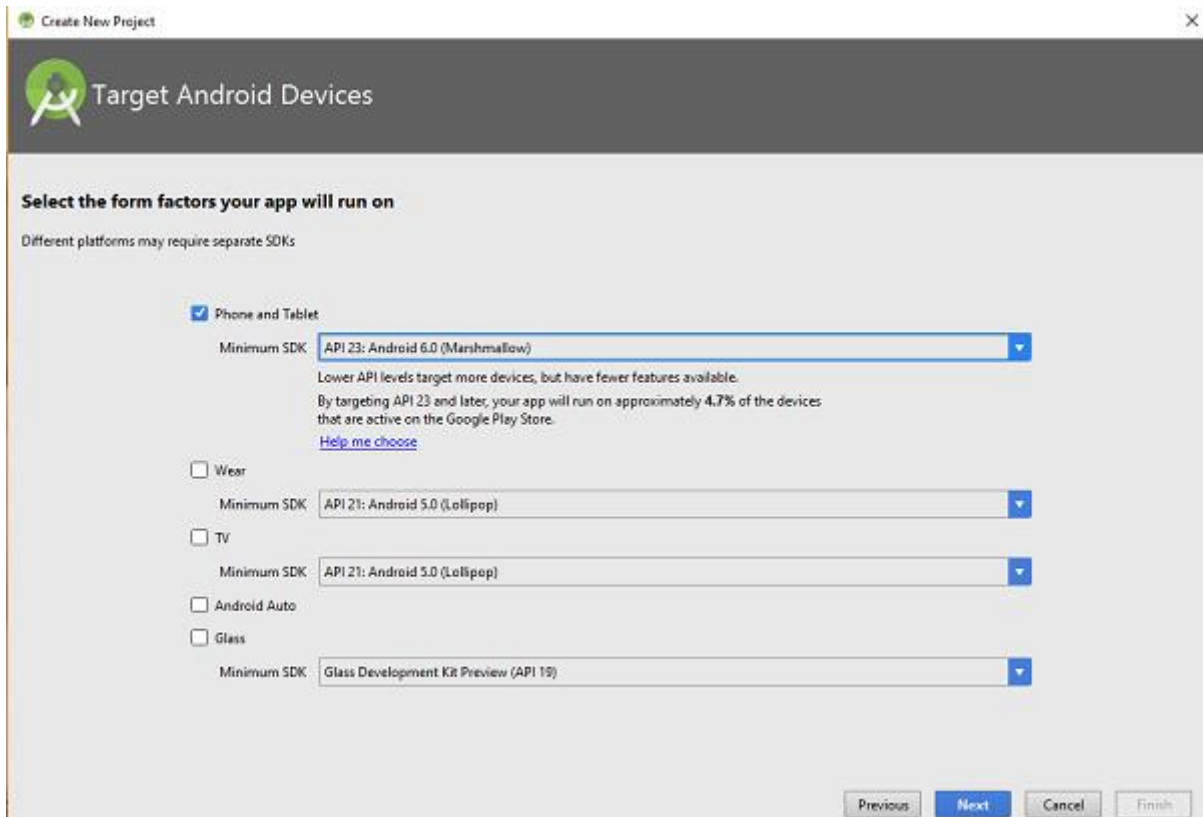 Create New Project
Target Android Devices
Select the form factors your app will run on
Different platforms may require separate SDKs
Phone and Tablet
Minimum SDK API 23: Android 6.0 (Marshmallow)
Lower API levels target more devices, but have fewer features available.
By targeting API 23 and later, your app will run on approximately 4.7% of the devices
that are active on the Google Play Store.
Help me choose
Wear
Minimum SDK API 21: Android 5.0 (Lollipop)
TV
Minimum SDK API 21: Android 5.0 (Lollipop)
Android Auto
Glass
Minimum SDK Glass Development Kit Preview (API 19)
Previous Next Cancel Finish